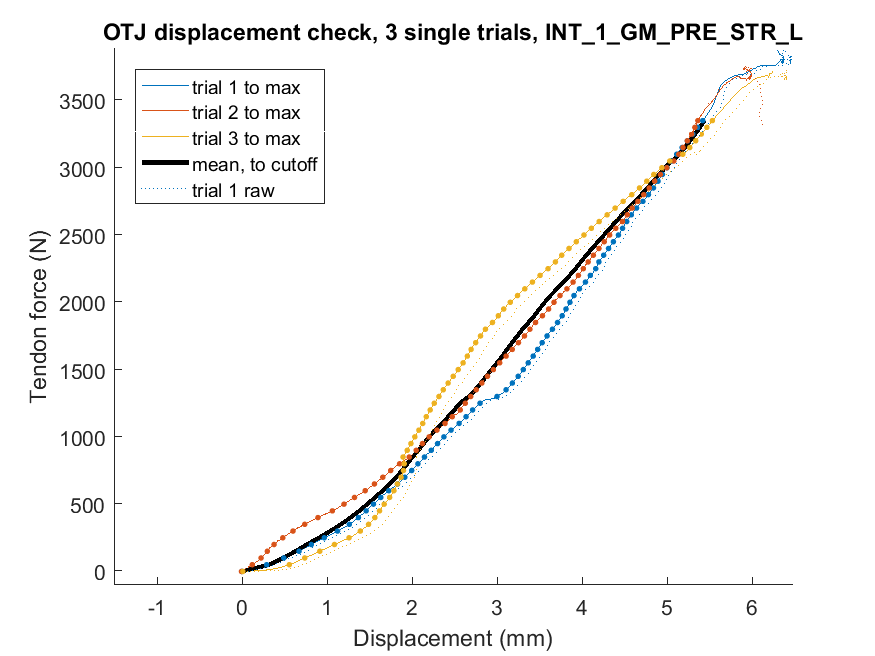 OTJ displacement check, 3 single trials, INT_1_GM_PRE_STR_L
trial 1 to max
trial 2 to max
trial 3 to max
mean, to cutoff
trial 1 raw
3500
3000
2500
2000
1500
1000
500
0
Tendon force (N)
-1 0 1 2 3 4 5 6
Displacement (mm)